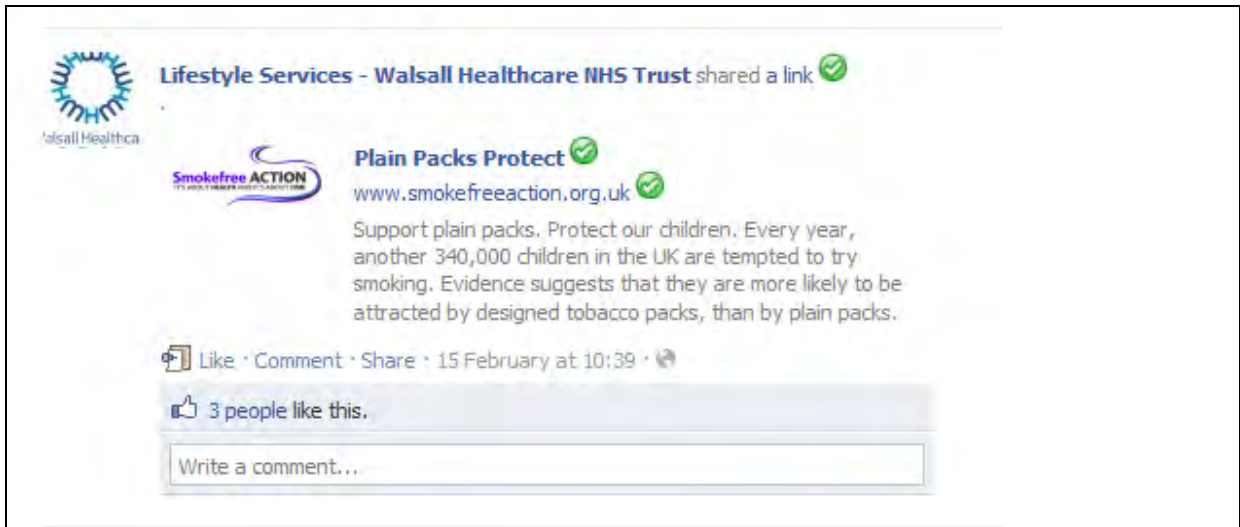 Lifestyle Services - Walsall Healthcare NHS Trust shared a link
.
alsall Healthca
Smokefree ACTION
Plain Packs Protect
www.smokefreeaction.org.uk
Support plain packs. Protect our children. Every year,
another 340,000 children in the UK are tempted to try
smoking. Evidence suggests that they are more likely to be
attracted by designed tobacco packs, than by plain packs.
Like · Comment · Share · 15 February at 10:39 ·
3 people like this.
Write a comment...